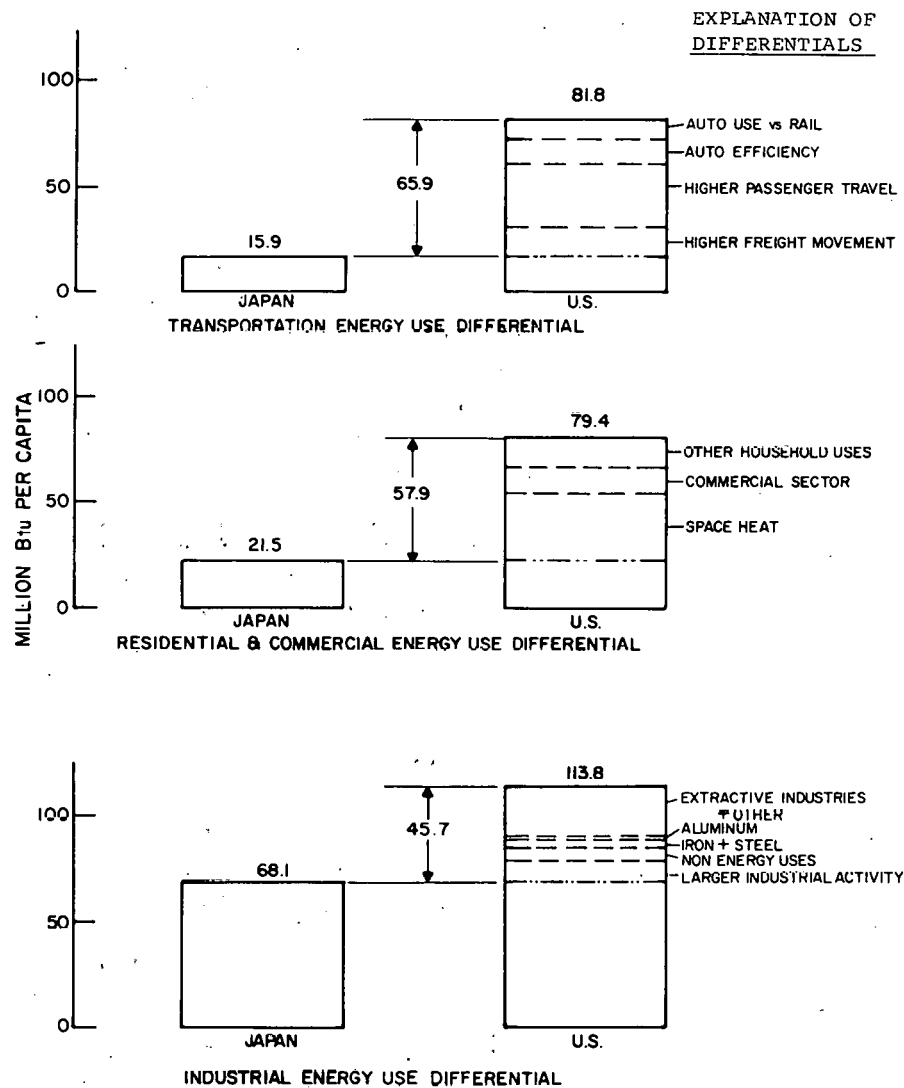 EXPLANATION OF
DIFFERENTIALS
100
50
0
81.8
65.9
15.9
AUTO USE vs RAIL
AUTO EFFICIENCY
HIGHER PASSENGER TRAVEL
HIGHER FREIGHT MOVEMENT
JAPAN
U.S.
TRANSPORTATION ENERGY USE DIFFERENTIAL
MILLION Btu PER CAPITA
100
50
0
79.4
57.9
21.5
OTHER HOUSEHOLD USES
COMMERCIAL SECTOR
SPACE HEAT
JAPAN
U.S.
RESIDENTIAL & COMMERCIAL ENERGY USE DIFFERENTIAL
100
50
0
113.8
45.7
68.1
EXTRACTIVE INDUSTRIES
+ OTHER
ALUMINUM
IRON + STEEL
NON ENERGY USES
LARGER INDUSTRIAL ACTIVITY
JAPAN
U.S.
INDUSTRIAL ENERGY USE DIFFERENTIAL